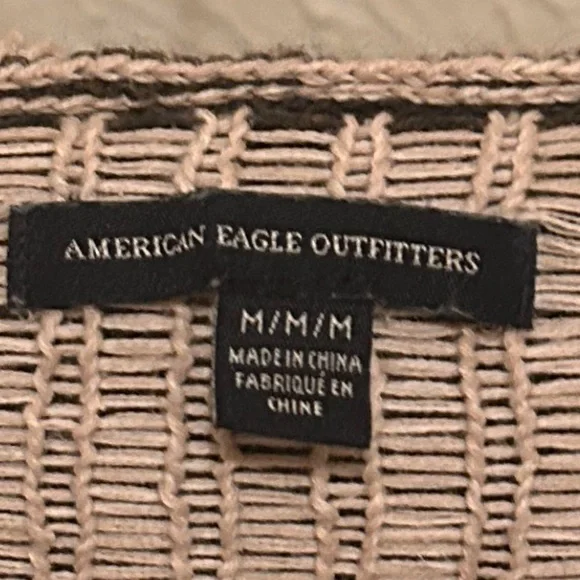 AMERICAN EAGLE OUTFITTERS
M/M/M
MADE IN CHINA
FABRIQUÉ EN
CHINE